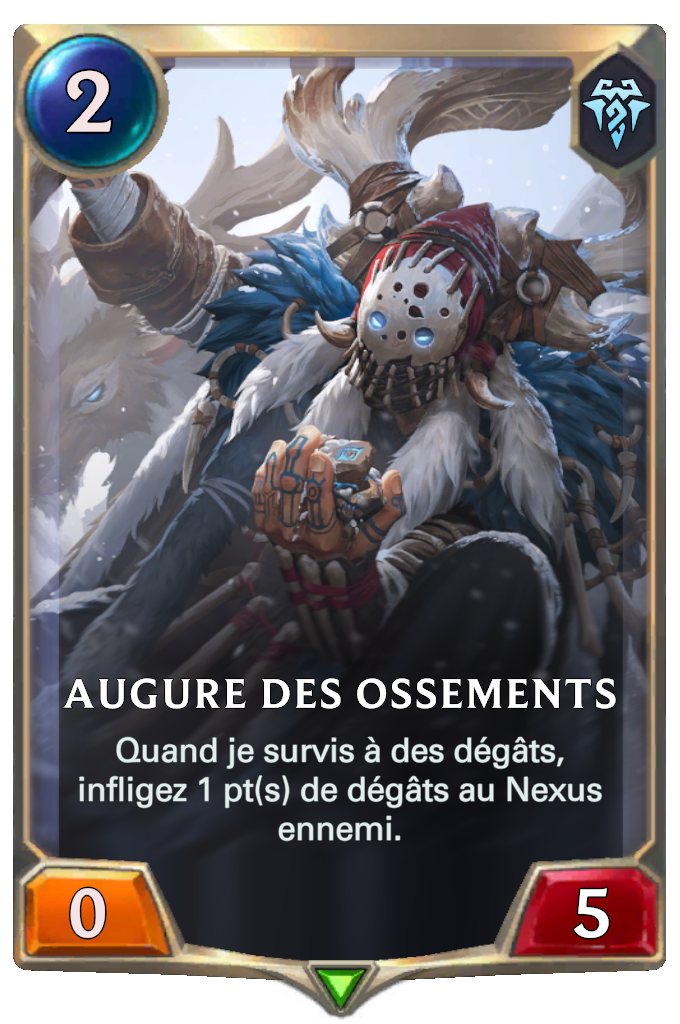 2
AUGURE DES OSSEMENTS
Quand je survis à des dégâts,
infligez 1 pt(s) de dégâts au Nexus
ennemi.
0
5